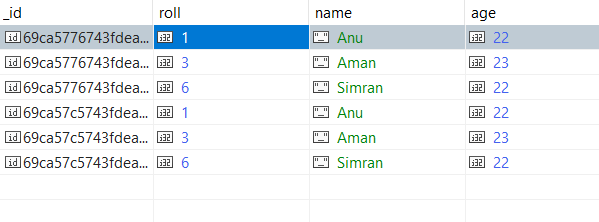 _id roll name age
69ca5776743fdea... 1 Anu 22
69ca5776743fdea... 3 Aman 23
69ca5776743fdea... 6 Simran 22
69ca57c5743fdea... 1 Anu 22
69ca57c5743fdea... 3 Aman 23
69ca57c5743fdea... 6 Simran 22